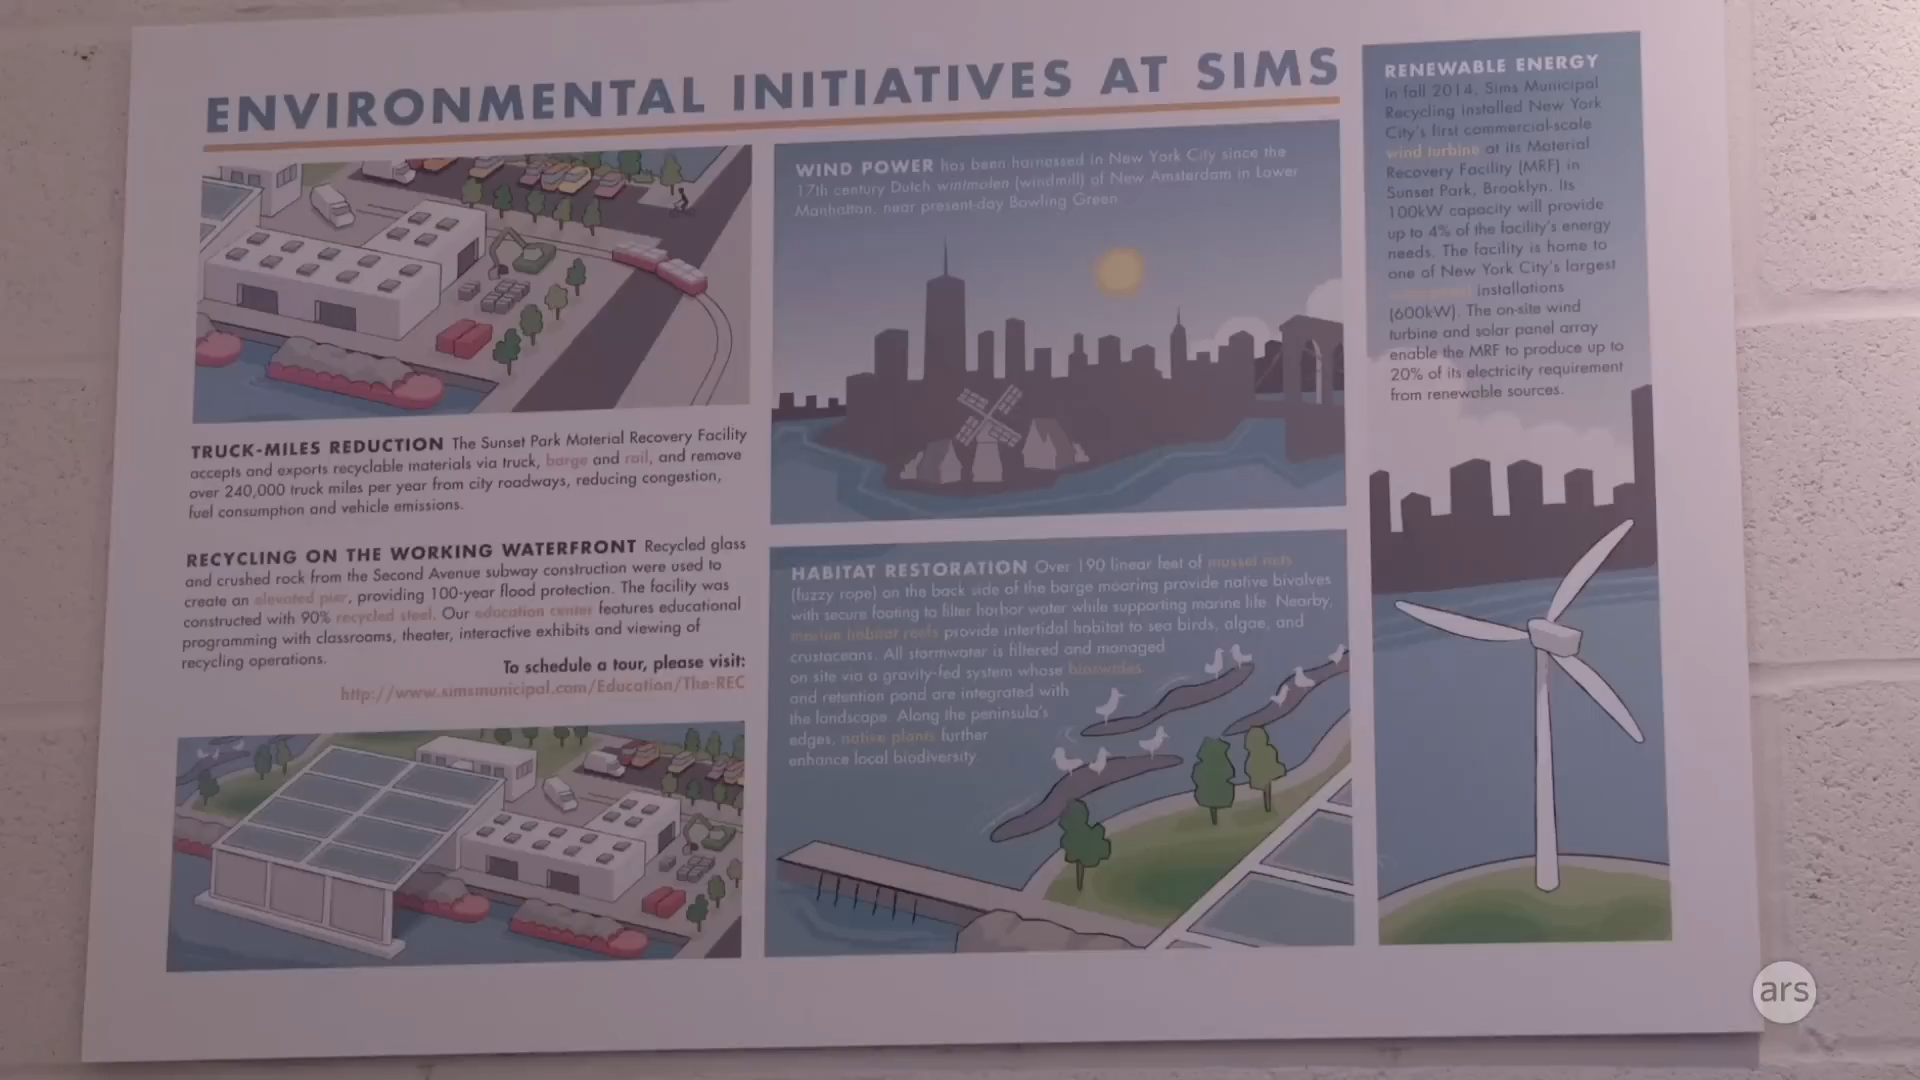 ENVIRONMENTAL INITIATIVES AT SIMS
TRUCK-MILES REDUCTION The Sunset Park Material Recovery Facility
accepts and exports recyclable materials via truck, barge and rail, and remove
over 240,000 truck miles per year from city roadways, reducing congestion,
fuel consumption and vehicle emissions.
RECYCLING ON THE WORKING WATERFRONT Recycled glass
and crushed rock from the Second Avenue subway construction were used to
create an elevated pier, providing 100-year flood protection. The facility was
constructed with 90% recycled steel. Our education center features educational
programming with classrooms, theater, interactive exhibits and viewing of
recycling operations.
To schedule a tour, please visit:
http://www.simsmunicipal.com/Education/The-REC
WIND POWER has been harnessed in New York City since the
17th century Dutch wintmolen (windmill) of New Amsterdam in Lower
Manhattan, near present-day Bowling Green.
HABITAT RESTORATION Over 190 linear feet of mussel nets
(fuzzy rope) on the back side of the barge mooring provide native bivalves
with secure footing to filter harbor water while supporting marine life. Nearby,
marine habitat reefs provide intertidal habitat to sea birds, algae, and
crustaceans. All stormwater is filtered and managed
on site via a gravity-fed system whose bioswales
and retention pond are integrated with
the landscape. Along the peninsula's
edges, native plants further
enhance local biodiversity.
RENEWABLE ENERGY
In fall 2014, Sims Municipal
Recycling installed New York
City's first commercial-scale
wind turbine at its Material
Recovery Facility (MRF) in
Sunset Park, Brooklyn. Its
100kW capacity will provide
up to 4% of the facility's energy
needs. The facility is home to
one of New York City's largest
installations
(600kW). The on-site wind
turbine and solar panel array
enable the MRF to produce up to
20% of its electricity requirement
from renewable sources.
ars